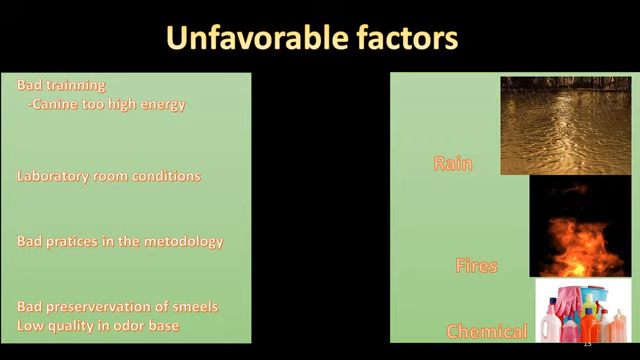 Unfavorable factors
Bad trainning
-Canine too high energy
Laboratory room conditions
Bad pratices in the metodology
Bad preservervation of smeels
Low quality in odor base
Rain
Fires
Chemical
13